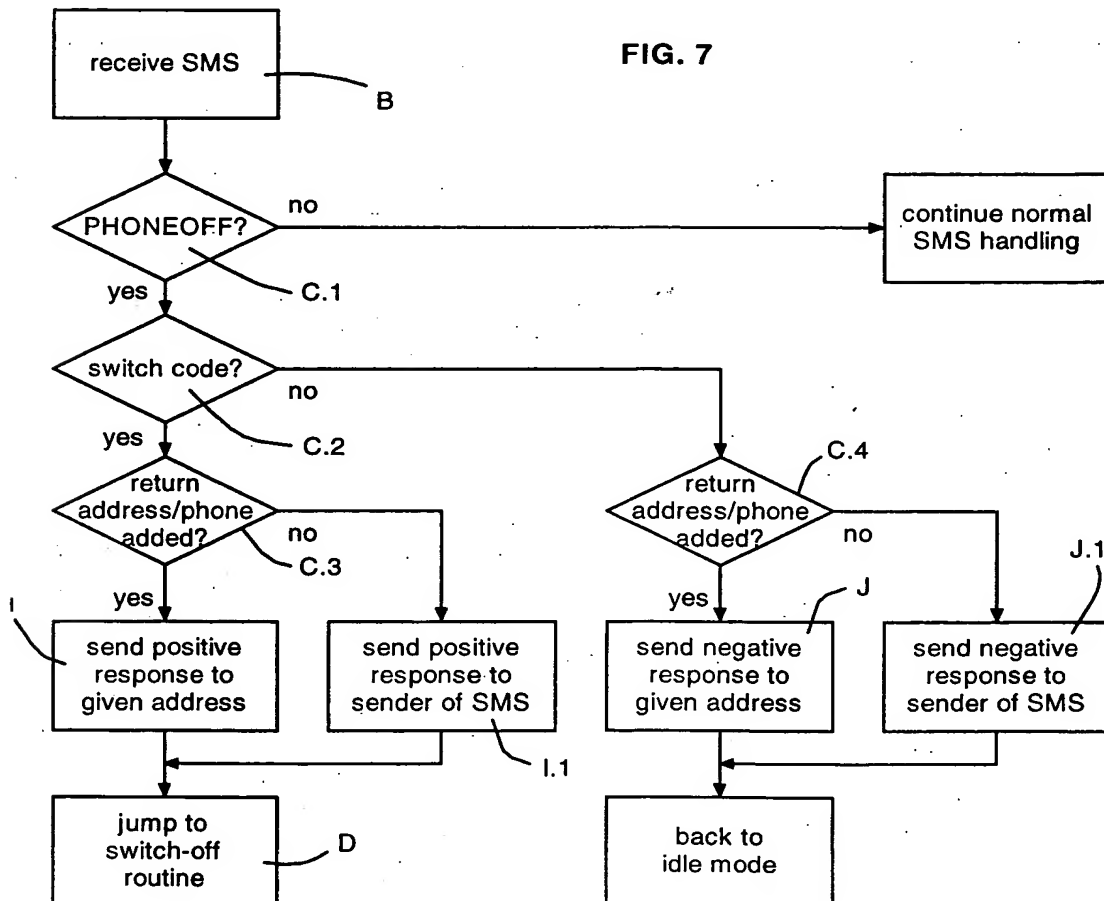 FIG. 7
receive SMS
B
PHONEOFF?
no
continue normal
SMS handling
yes
C.1
switch code?
no
yes
C.2
C.4
return
address/phone
added?
no
C.3
return
address/phone
added?
no
J.1
I
yes
yes
J
send positive
response to
given address
send positive
response to
sender of SMS
send negative
response to
given address
send negative
response to
sender of SMS
I.1
jump to
switch-off
routine
D
back to
idle mode